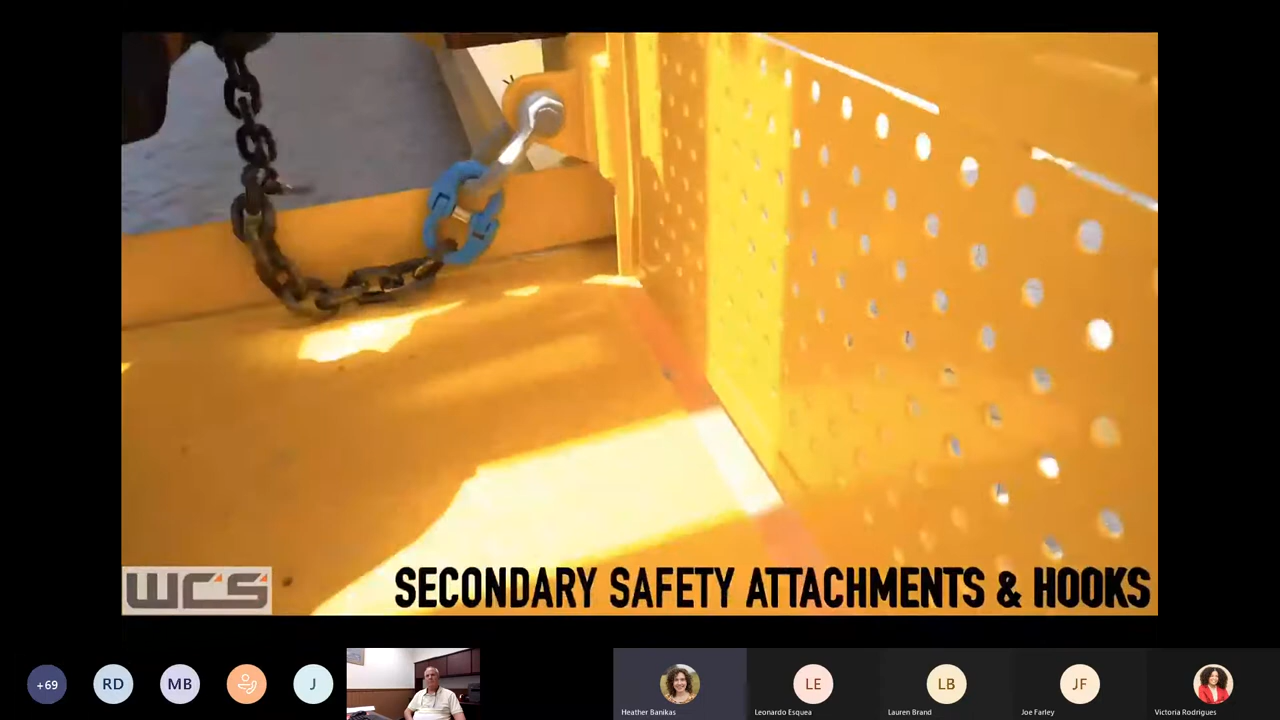 WCS
SECONDARY SAFETY ATTACHMENTS & HOOKS
+69
RD
MB
J
LE
LB
JF
Heather Banikas
Leonardo Esquea
Lauren Brand
Joe Farley
Victoria Rodrigues